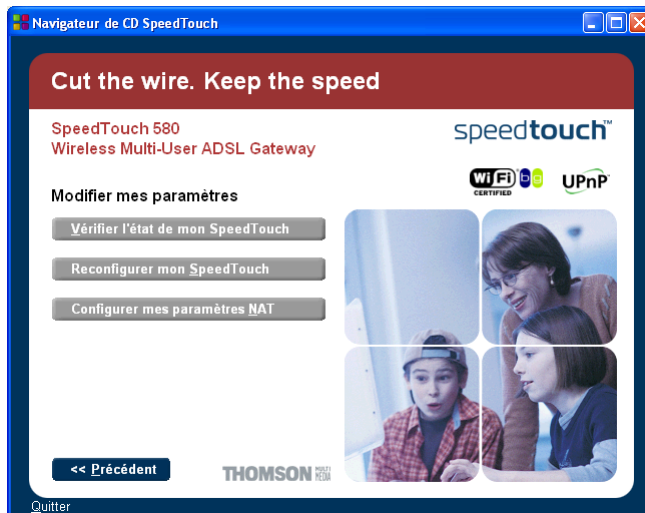 Navigateur de CD SpeedTouch
Cut the wire. Keep the speed
SpeedTouch 580
Wireless Multi-User ADSL Gateway
speedtouch™
Wi Fi b g
CERTIFIED
UPnP
Modifier mes paramètres
Vérifier l'état de mon SpeedTouch
Reconfigurer mon SpeedTouch
Configurer mes paramètres NAT
<< Précédent
THOMSON MULTI MEDIA
Quitter